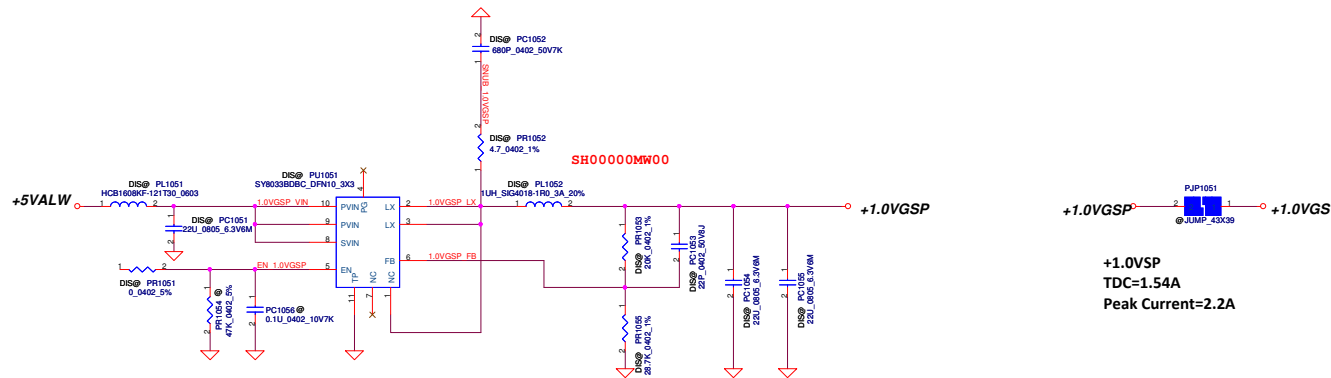 DIS@ PC1052
680P_0402_50V7K
SNUB_1.0VGSP
DIS@ PR1052
4.7_0402_1%
SH00000MW00
DIS@ PL1051
HCB1608KF-121T30_0603
DIS@ PU1051
SY8033BDBC_DFN10_3X3
DIS@ PL1052
1UH_SIG4018-1R0_3A_20%
+5VALW
1 2
1.0VGSP_VIN
10 PVIN
9 PVIN
8 SVIN
5 EN
4 PG
LX 2
LX 3
FB 6
TP 11
NC 7
NC 1
1.0VGSP_LX
1 2
+1.0VGSP
DIS@ PC1051
22U_0805_6.3V6M
1.0VGSP_FB
EN_1.0VGSP
DIS@ PR1051
0_0402_5%
PR1054 @
47K_0402_5%
PC1056 @
0.1U_0402_10V7K
DIS@ PR1053
20K_0402_1%
DIS@ PC1053
22P_0402_50V8J
DIS@ PR1055
28.7K_0402_1%
DIS@ PC1054
22U_0805_6.3V6M
DIS@ PC1055
22U_0805_6.3V6M
PJP1051
+1.0VGSP 2 1 +1.0VGS
@JUMP_43X39
+1.0VSP
TDC=1.54A
Peak Current=2.2A